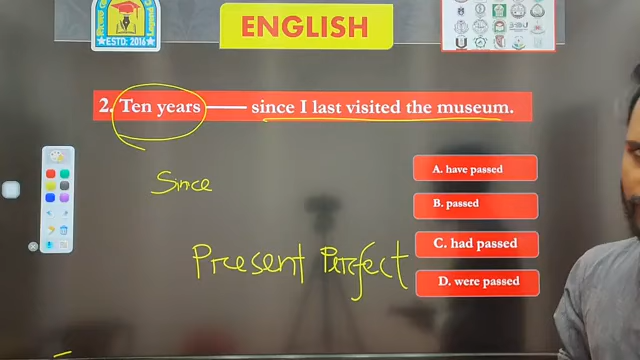 ESTD: 2016
ENGLISH
2. Ten years —— since I last visited the museum.
Since
Present Perfect
A. have passed
B. passed
C. had passed
D. were passed